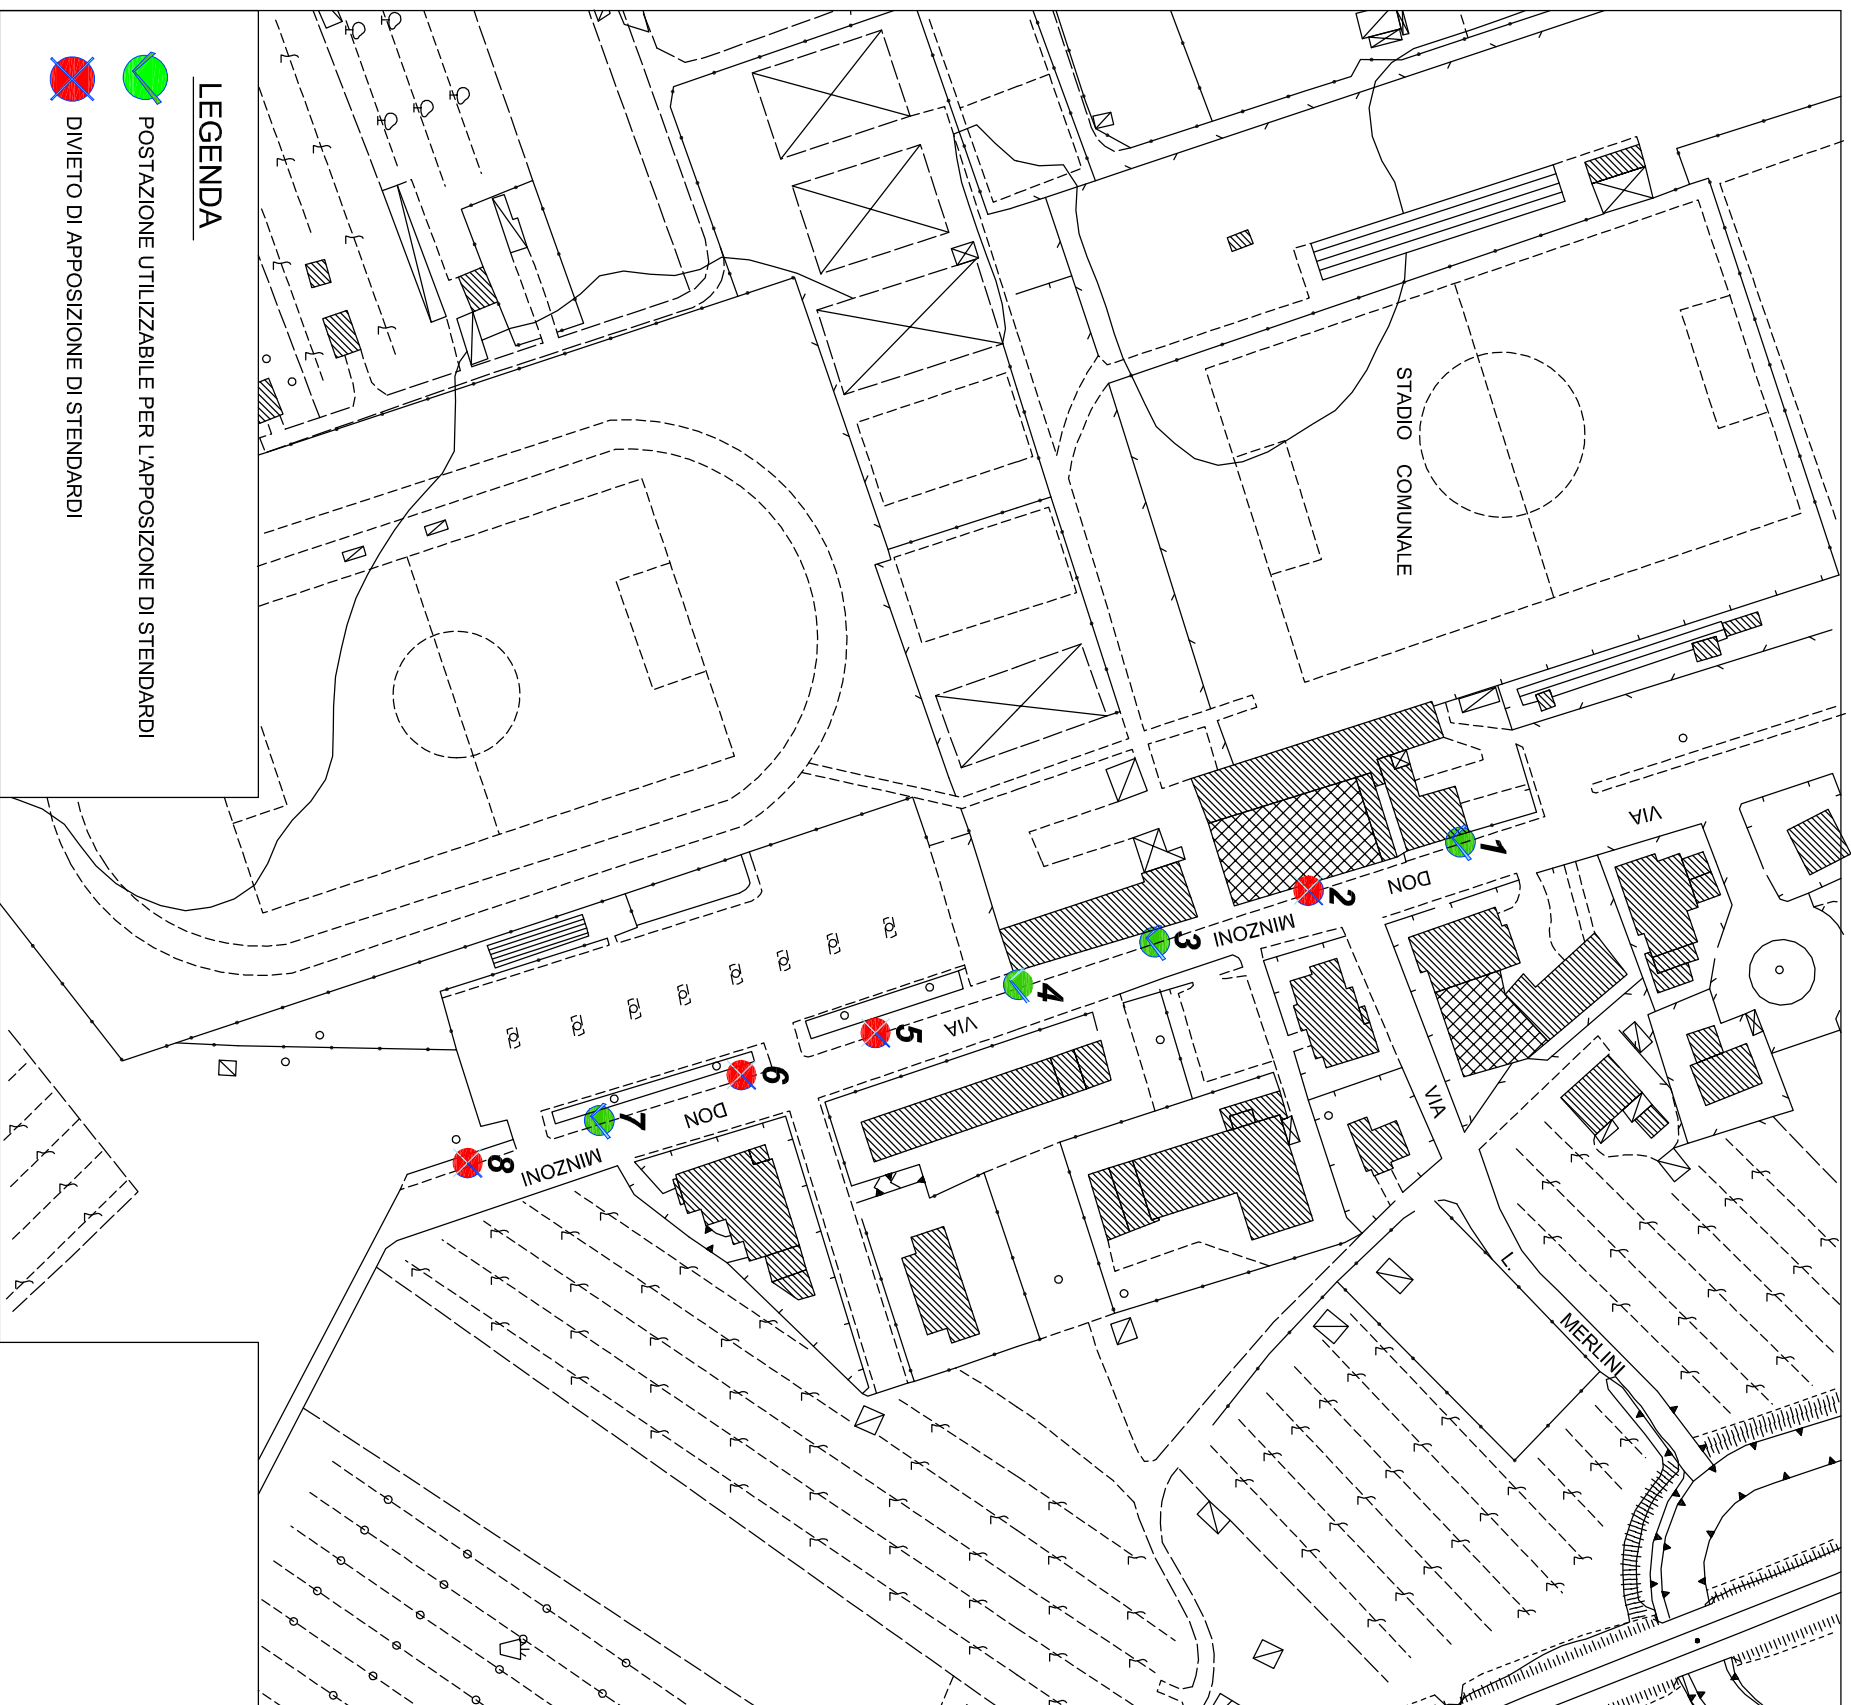 LEGENDA
POSTAZIONE UTILIZZABILE PER L'APPOSIZONE DI STENDARDI
DIVIETO DI APPOSIZIONE DI STENDARDI
STADIO COMUNALE
VIA
DON
MINZONI
VIA
DON
MINZONI
VIA
L.
MERLINI
1
2
3
4
5
6
7
8